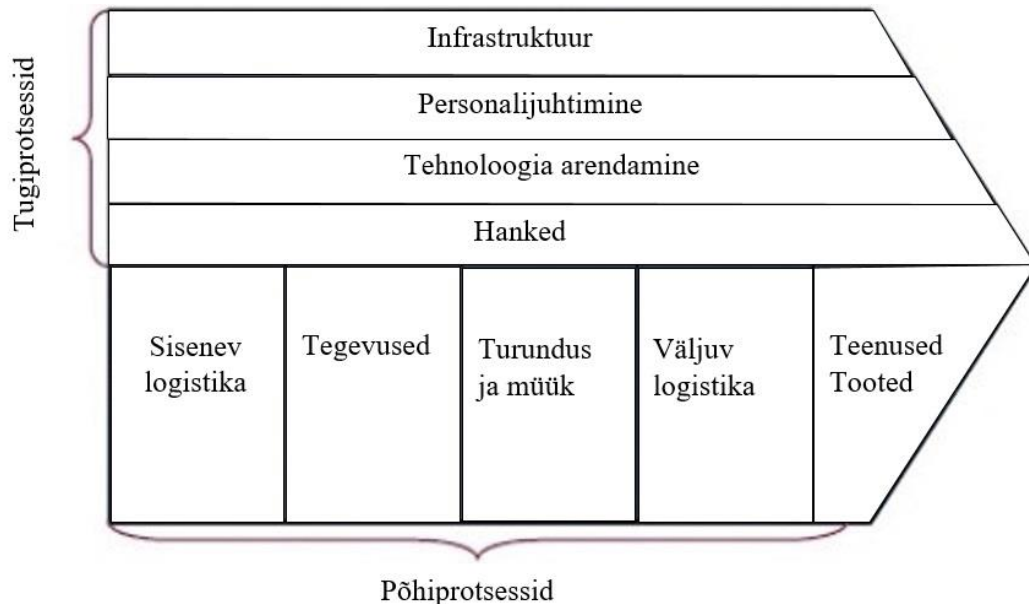 Tugiprotsessid
Infrastruktuur
Personalijuhtimine
Tehnoloogia arendamine
Hanked
Sisenev
logistika
Tegevused
Turundus
ja müük
Väljuv
logistika
Teenused
Tooted
Põhiprotsessid